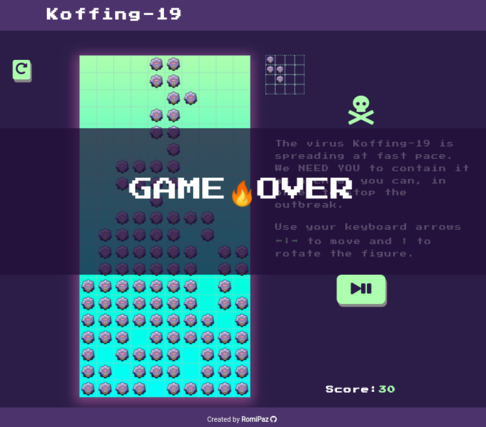 Koffing-19
The virus Koffing-19 is
spreading at fast pace.
We NEED YOU to contain it
you can, in
top the
outbreak.
GAME🔥OVER
Use your keyboard arrows
to move and
to
rotate the figure.
Score:30
Created by RomiPaz